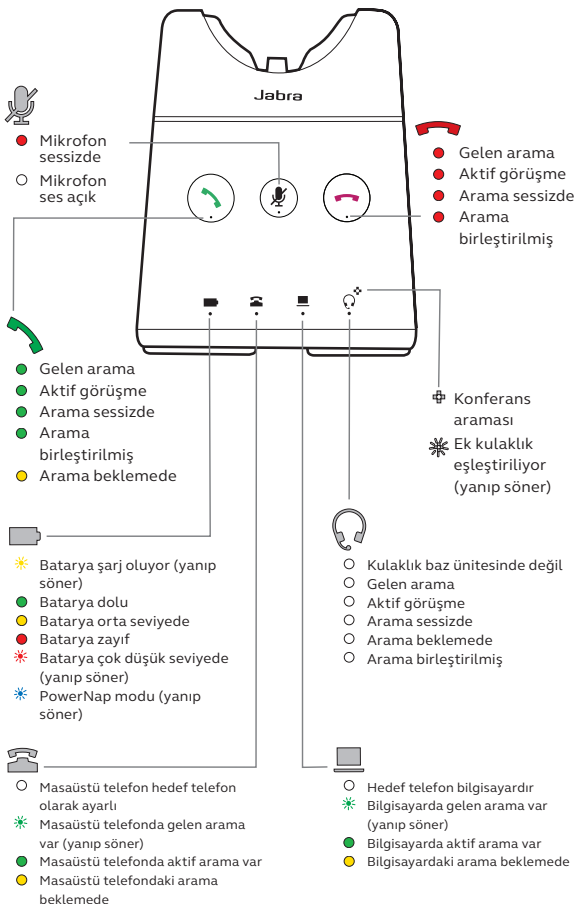 Jabra
Mikrofon
sessizde
Mikrofon
ses açık
Gelen arama
Aktif görüşme
Arama sessizde
Arama
birleştirilmiş
Gelen arama
Aktif görüşme
Arama sessizde
Arama
birleştirilmiş
Arama beklemede
Konferans
araması
Ek kulaklık
eşleştiriliyor
(yanıp söner)
Batarya şarj oluyor (yanıp
söner)
Batarya dolu
Batarya orta seviyede
Batarya zayıf
Batarya çok düşük seviyede
(yanıp söner)
PowerNap modu (yanıp
söner)
Kulaklık baz ünitesinde değil
Gelen arama
Aktif görüşme
Arama sessizde
Arama beklemede
Arama birleştirilmiş
Masaüstü telefon hedef telefon
olarak ayarlı
Masaüstü telefonda gelen arama
var (yanıp söner)
Masaüstü telefonda aktif arama var
Masaüstü telefondaki arama
beklemede
Hedef telefon bilgisayardır
Bilgisayarda gelen arama var
(yanıp söner)
Bilgisayarda aktif arama var
Bilgisayardaki arama beklemede